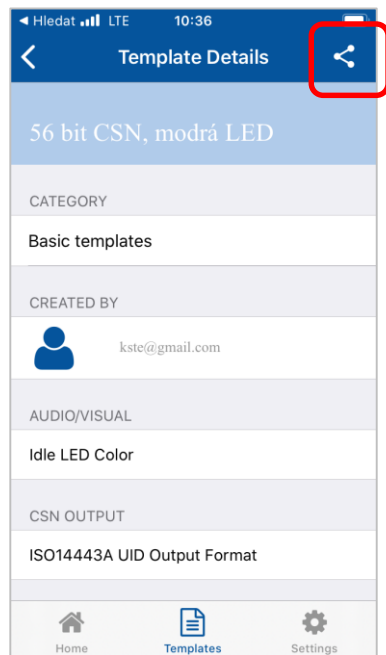 Hledat LTE 10:36
Template Details
56 bit CSN, modrá LED
CATEGORY
Basic templates
CREATED BY
kste@gmail.com
AUDIO/VISUAL
Idle LED Color
CSN OUTPUT
ISO14443A UID Output Format
Home Templates Settings